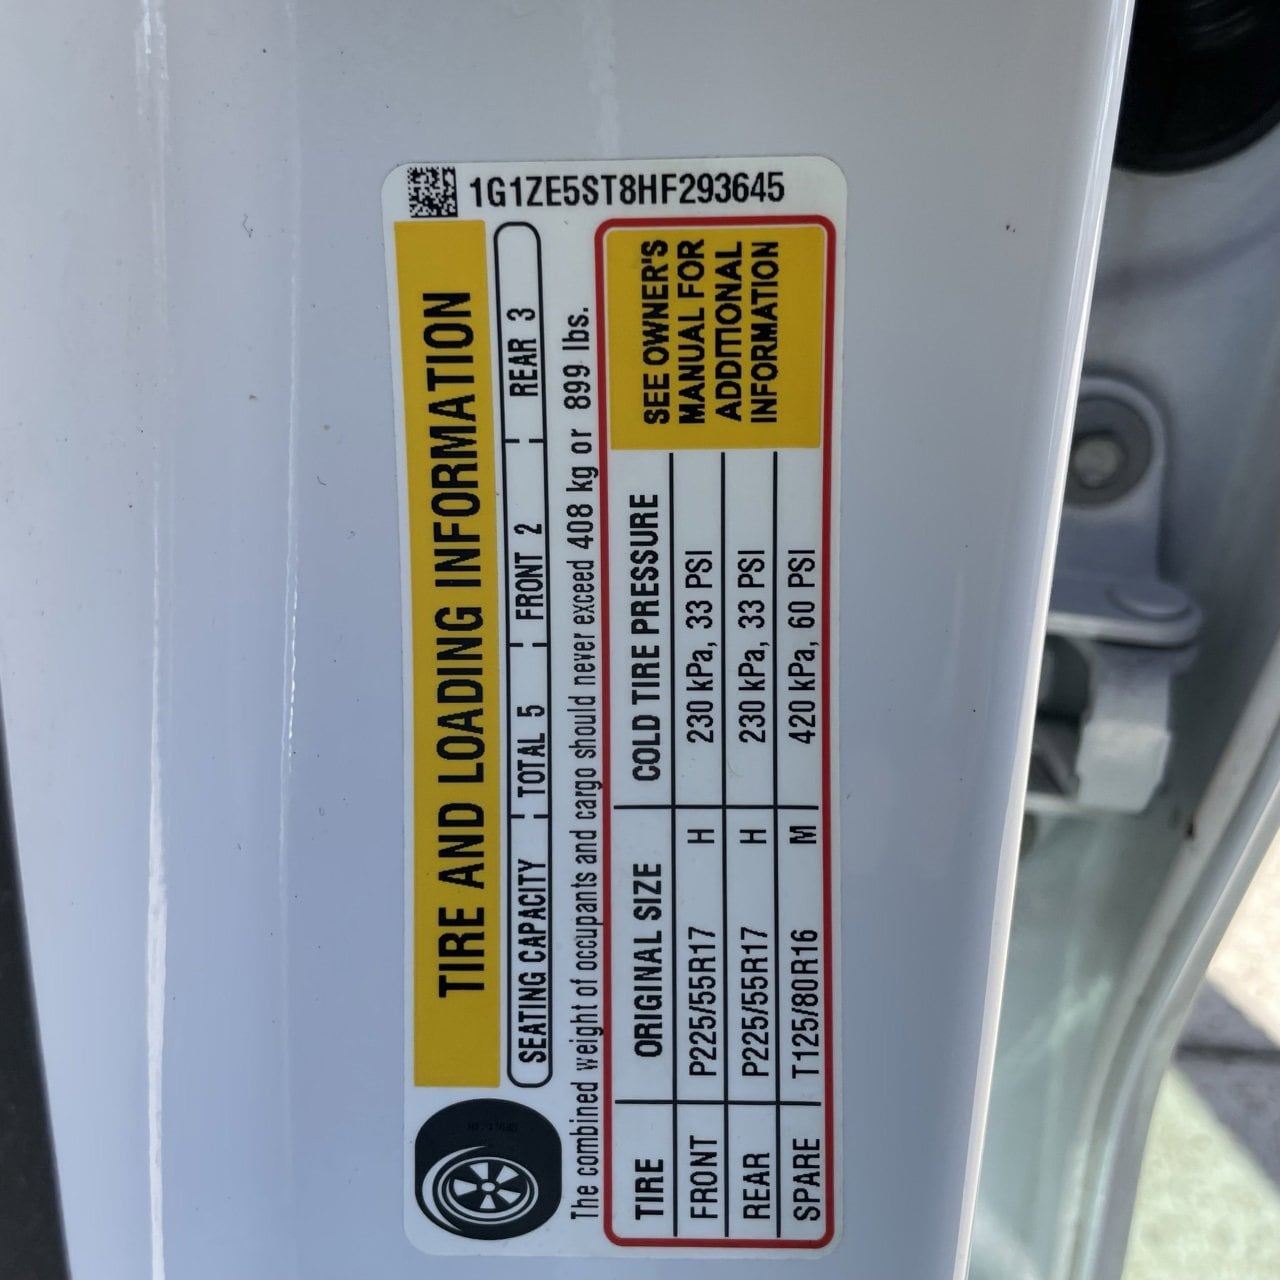 1G1ZE5ST8HF293645
TIRE AND LOADING INFORMATION
SEATING CAPACITY TOTAL 5 FRONT 2 REAR 3
The combined weight of occupants and cargo should never exceed 408 kg or 899 lbs.
TIRE ORIGINAL SIZE COLD TIRE PRESSURE
FRONT P225/55R17 H 230 kPa, 33 PSI
REAR P225/55R17 H 230 kPa, 33 PSI
SPARE T125/80R16 M 420 kPa, 60 PSI
SEE OWNER'S
MANUAL FOR
ADDITIONAL
INFORMATION